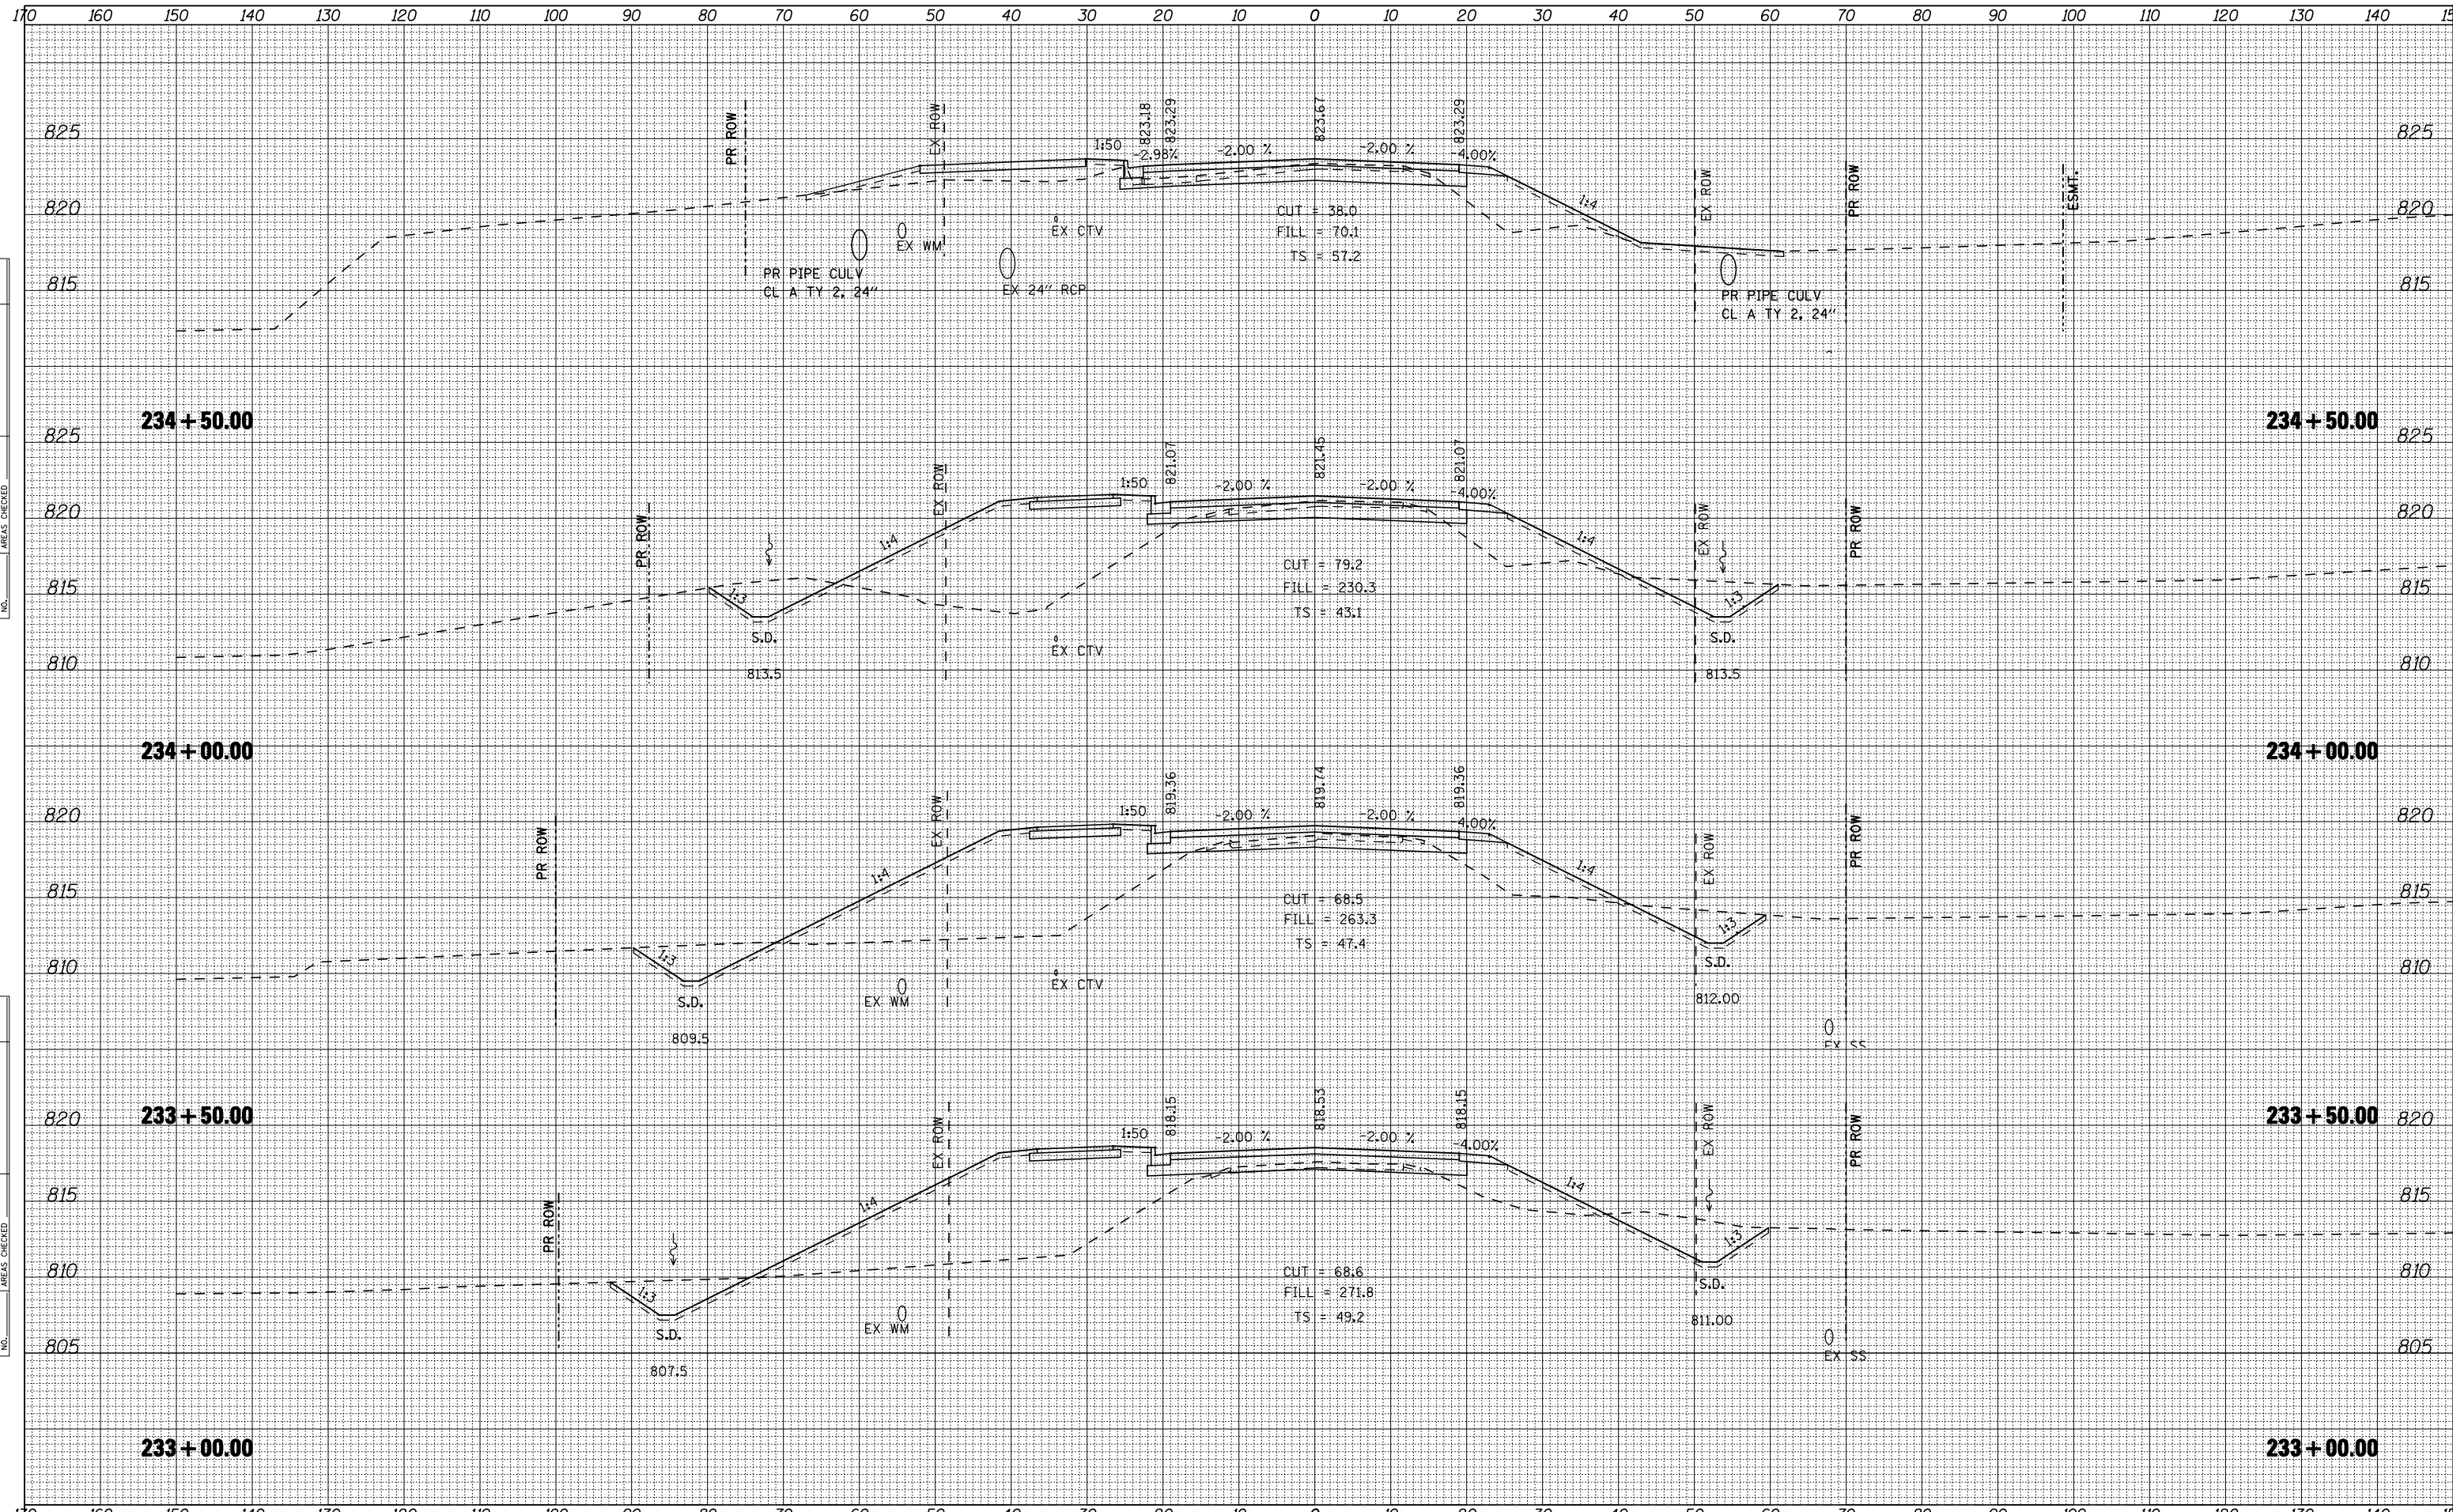 170 160 150 140 130 120 110 100 90 80 70 60 50 40 30 20 10 0 10 20 30 40 50 60 70 80 90 100 110 120 130 140
PR ROW
EX ROW
823.18
823.29
823.67
823.29
825
825
1:50
-2.98%
-2.00 %
-2.00 %
-4.00%
EX ROW
PR ROW
ESMT.
820
820
1:4
CUT = 38.0
FILL = 70.1
TS = 57.2
EX CTV
EX WM
PR PIPE CULV
CL A TY 2, 24"
EX 24" RCP
815
815
PR PIPE CULV
CL A TY 2, 24"
234+50.00
234+50.00
825
825
821.07
821.45
821.07
1:50
-2.00 %
-2.00 %
-4.00%
EX ROW
PR ROW
EX ROW
PR ROW
820
820
1:4
1:4
CUT = 79.2
FILL = 230.3
TS = 43.1
815
815
1:3
1:3
S.D.
S.D.
EX CTV
810
810
813.5
813.5
234+00.00
234+00.00
819.36
819.74
819.36
820
820
1:50
-2.00 %
-2.00 %
-4.00%
PR ROW
EX ROW
EX ROW
PR ROW
1:4
1:4
815
815
CUT = 68.5
FILL = 263.3
TS = 47.4
1:3
1:3
S.D.
810
810
EX CTV
EX WM
S.D.
812.00
809.5
EX SS
233+50.00
233+50.00
820
820
818.15
818.53
818.15
1:50
-2.00 %
-2.00 %
-4.00%
EX ROW
EX ROW
PR ROW
PR ROW
1:4
1:4
815
815
1:3
810
810
CUT = 68.6
FILL = 271.8
TS = 49.2
1:3
S.D.
811.00
EX WM
S.D.
805
805
EX SS
807.5
233+00.00
233+00.00
AREAS CHECKED
NO.
AREAS CHECKED
NO.